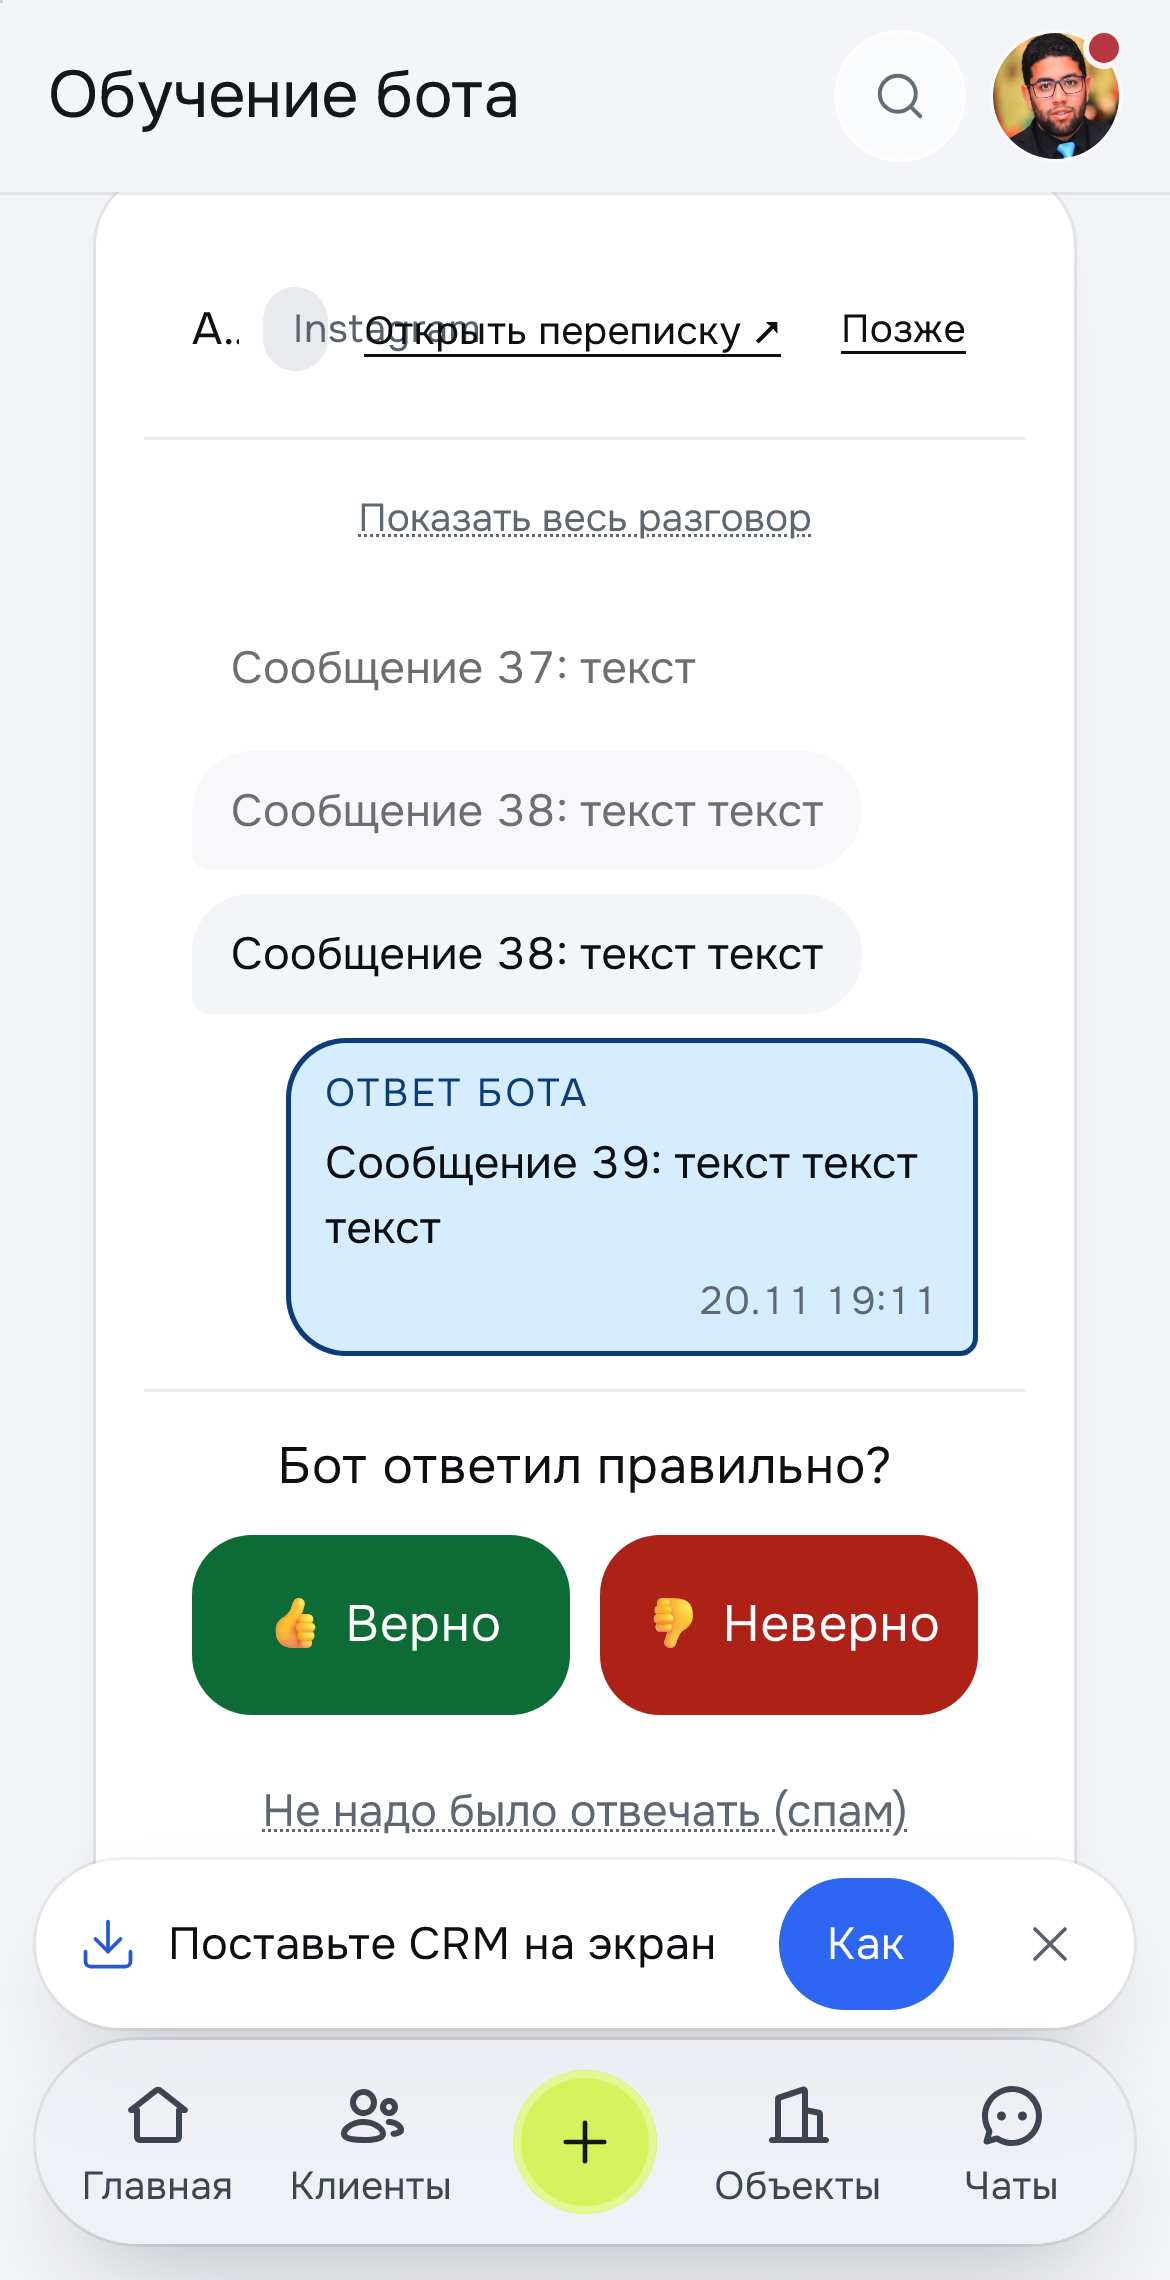 Обучение бота
А.. Instagram Открыть переписку ↗ Позже
Показать весь разговор
Сообщение 37: текст
Сообщение 38: текст текст
Сообщение 38: текст текст
ОТВЕТ БОТА
Сообщение 39: текст текст
текст
20.11 19:11
Бот ответил правильно?
👍 Верно 👎 Неверно
Не надо было отвечать (спам)
Поставьте CRM на экран Как
Главная Клиенты Объекты Чаты